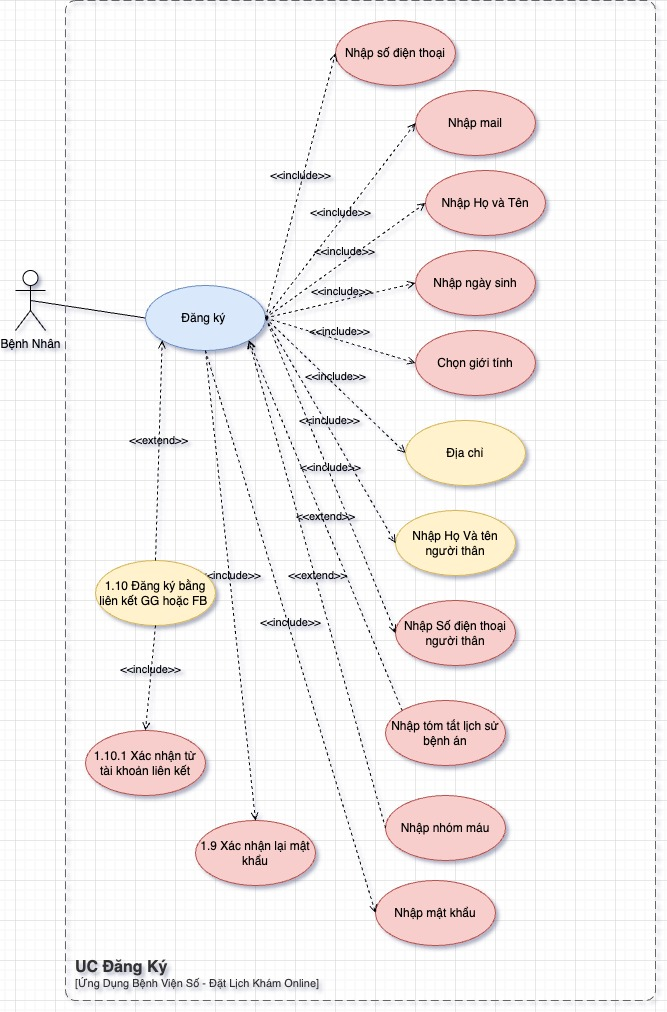 Nhập số điện thoại
Nhập mail
<<include>>
Nhập Họ và Tên
<<include>>
<<include>>
Nhập ngày sinh
<<include>>
Đăng ký
<<include>>
Bệnh Nhân
Chọn giới tính
<<include>>
<<include>>
<<extend>>
Địa chỉ
<<include>>
<<extend>>
Nhập Họ Và tên
người thân
1.10 Đăng ký bằng
liên kết GG hoặc FB
<<include>>
<<extend>>
<<include>>
Nhập Số điện thoại
người thân
<<include>>
Nhập tóm tắt lịch sử
bệnh án
1.10.1 Xác nhận từ
tài khoản liên kết
Nhập nhóm máu
1.9 Xác nhận lại mật
khẩu
Nhập mật khẩu
UC Đăng Ký
[Ứng Dụng Bệnh Viện Số - Đặt Lịch Khám Online]